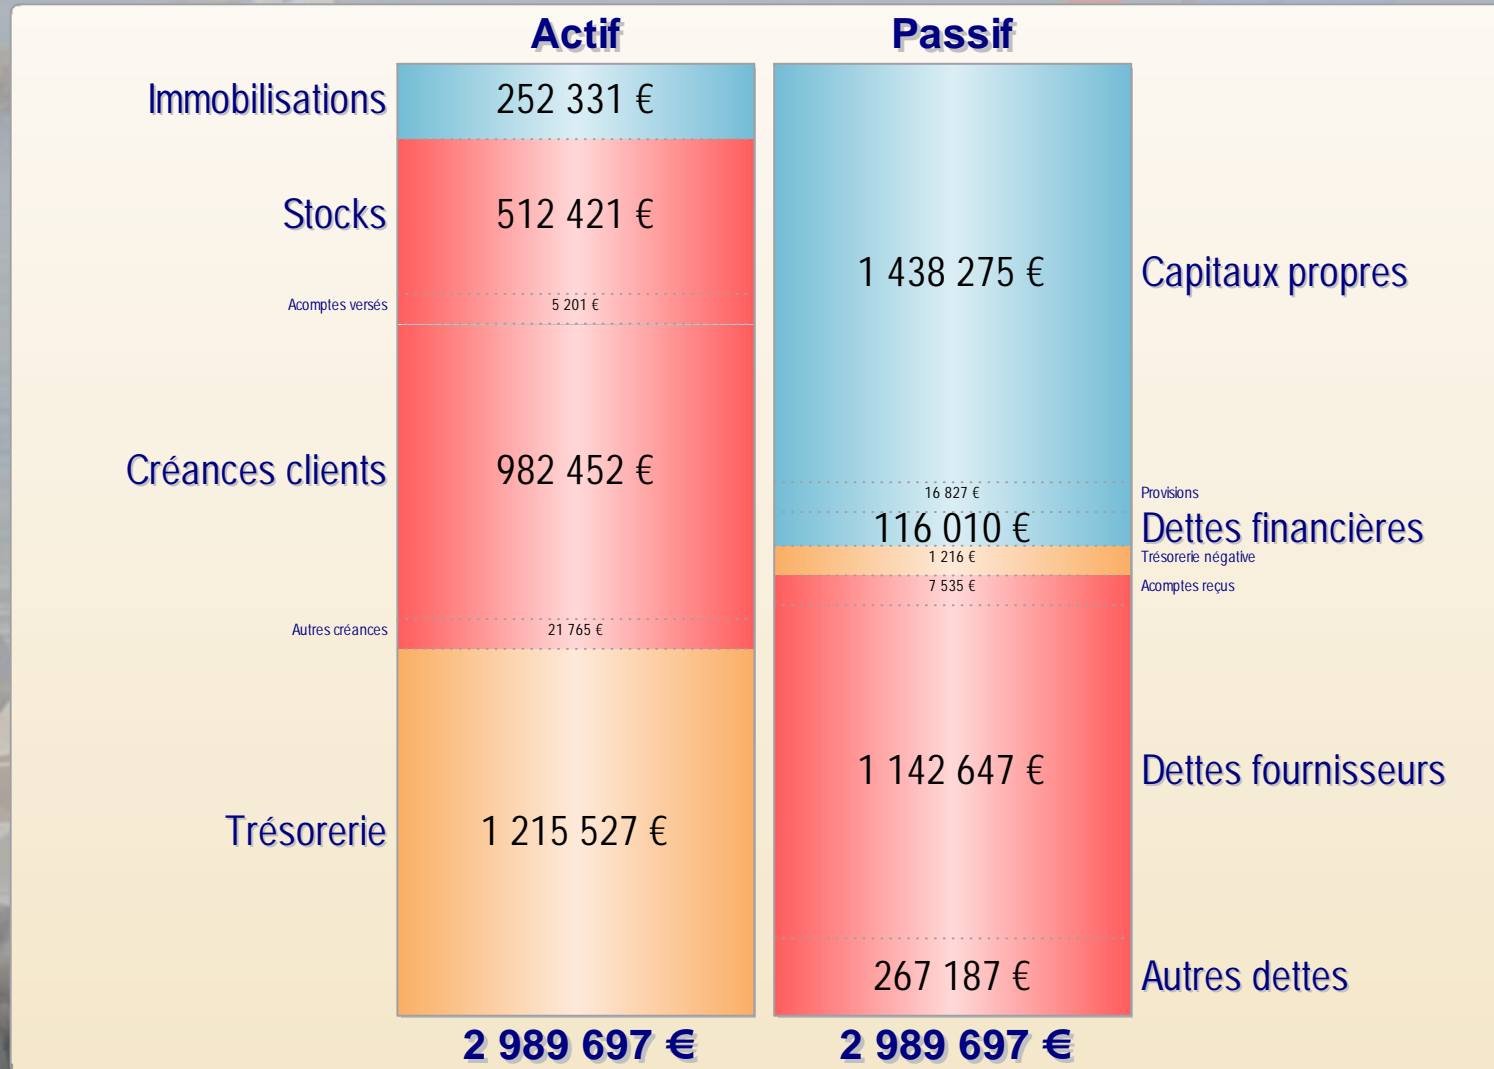 Actif
Passif
Immobilisations 252 331 €
Stocks 512 421 €
Acomptes versés 5 201 €
Créances clients 982 452 €
Autres créances 21 765 €
Trésorerie 1 215 527 €
2 989 697 €
1 438 275 € Capitaux propres
16 827 € Provisions
116 010 € Dettes financières
1 216 € Trésorerie négative
7 535 € Acomptes reçus
1 142 647 € Dettes fournisseurs
267 187 € Autres dettes
2 989 697 €